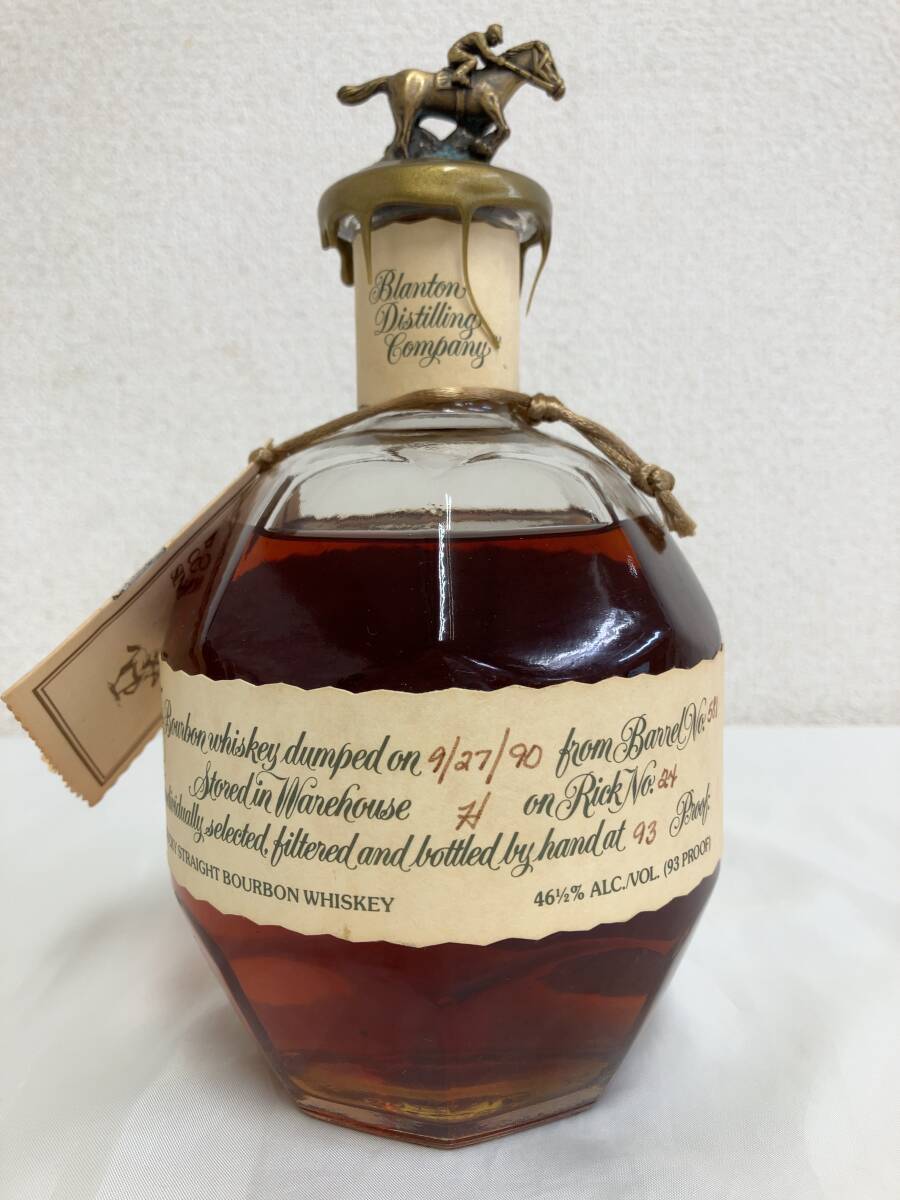 Blanton
Distilling
Company
Bourbon whiskey dumped on 9/27/90 from Barrel No.
Stored in Warehouse H on Rick No. 24
selected, filtered and bottled by hand at 93 Proof.
STRAIGHT BOURBON WHISKEY 46½% ALC./VOL. (93 PROOF)